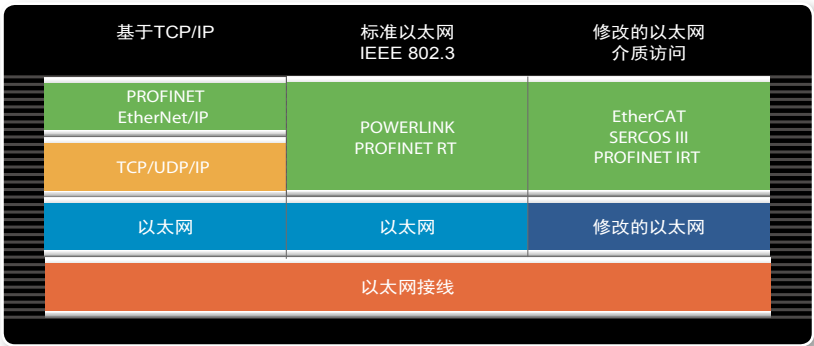 基于TCP/IP
标准以太网
IEEE 802.3
修改的以太网
介质访问
PROFINET
EtherNet/IP
POWERLINK
PROFINET RT
EtherCAT
SERCOS III
PROFINET IRT
TCP/UDP/IP
以太网
以太网
修改的以太网
以太网接线